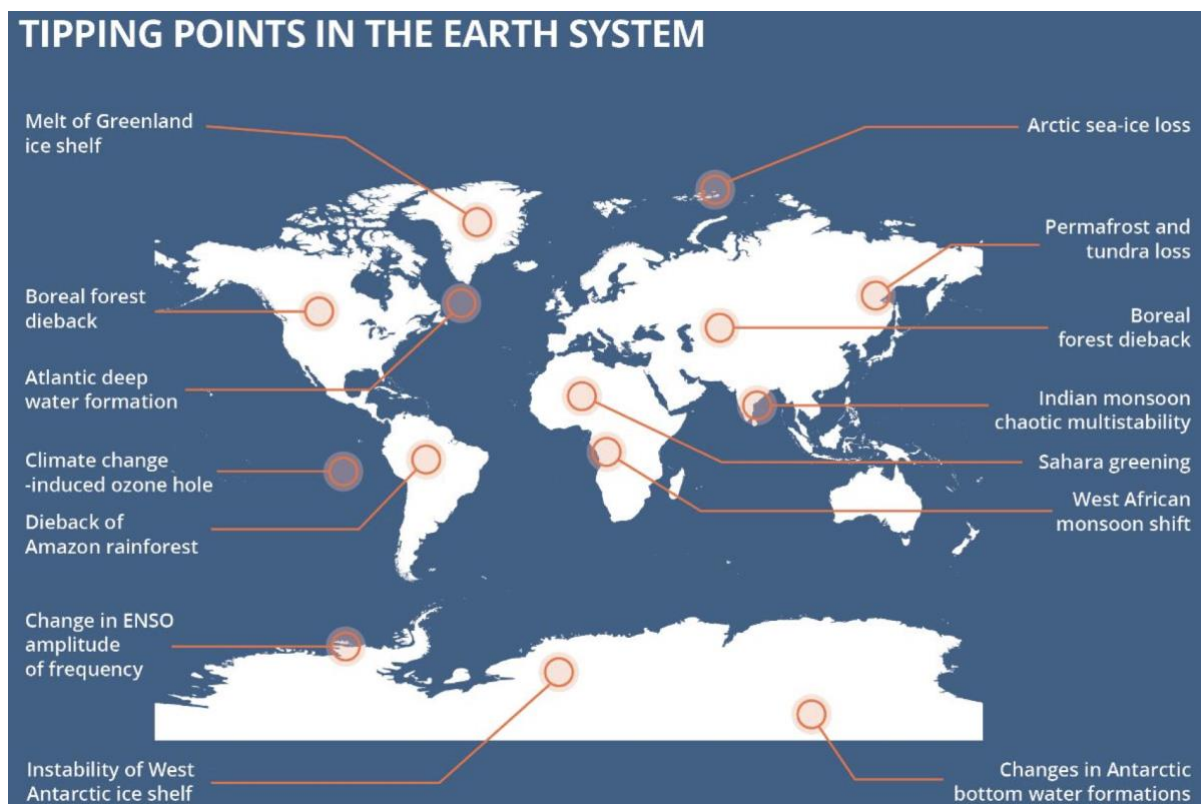 TIPPING POINTS IN THE EARTH SYSTEM
Melt of Greenland
ice shelf
Boreal forest
dieback
Atlantic deep
water formation
Climate change
-induced ozone hole
Dieback of
Amazon rainforest
Change in ENSO
amplitude
of frequency
Instability of West
Antarctic ice shelf
Arctic sea-ice loss
Permafrost and
tundra loss
Boreal
forest dieback
Indian monsoon
chaotic multistability
Sahara greening
West African
monsoon shift
Changes in Antarctic
bottom water formations